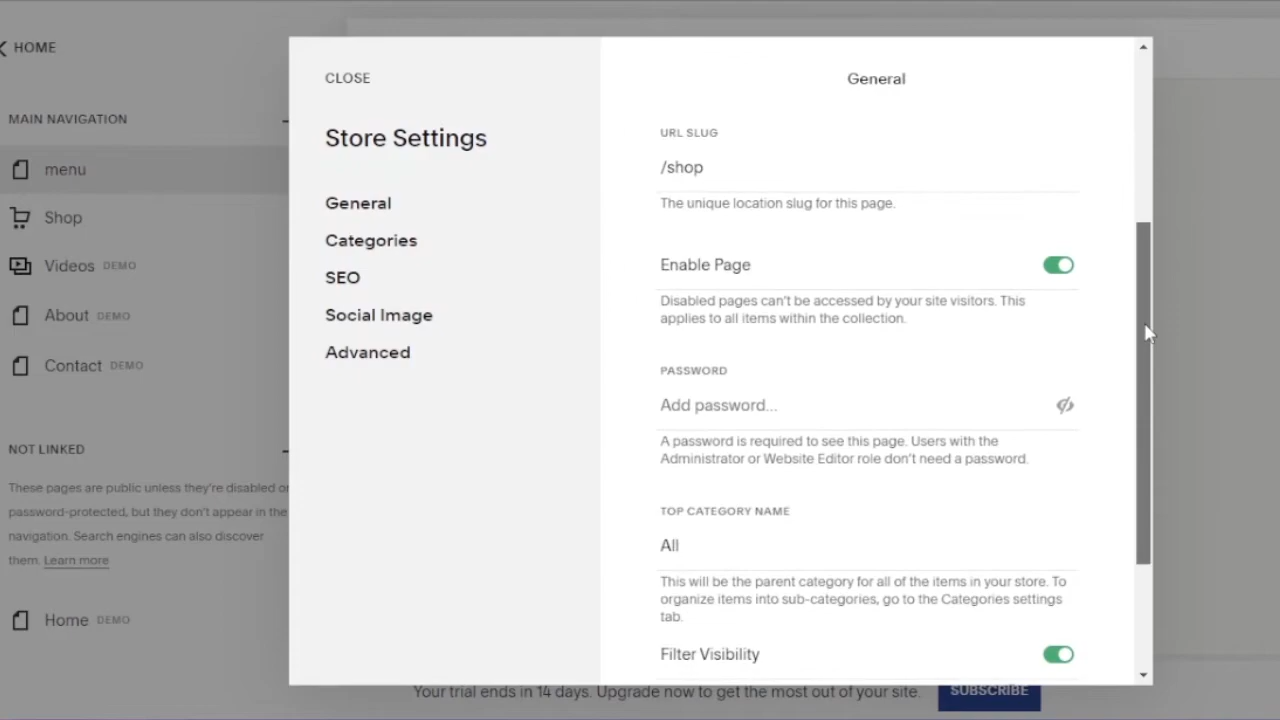 HOME
MAIN NAVIGATION
menu
Shop
Videos DEMO
About DEMO
Contact DEMO
NOT LINKED
These pages are public unless they're disabled or
password-protected, but they don't appear in the
navigation. Search engines can also discover
them. Learn more
Home DEMO
CLOSE
Store Settings
General
Categories
SEO
Social Image
Advanced
General
URL SLUG
/shop
The unique location slug for this page.
Enable Page
Disabled pages can't be accessed by your site visitors. This
applies to all items within the collection.
PASSWORD
Add password...
A password is required to see this page. Users with the
Administrator or Website Editor role don't need a password.
TOP CATEGORY NAME
All
This will be the parent category for all of the items in your store. To
organize items into sub-categories, go to the Categories settings
tab.
Filter Visibility
Your trial ends in 14 days. Upgrade now to get the most out of your site.
SUBSCRIBE